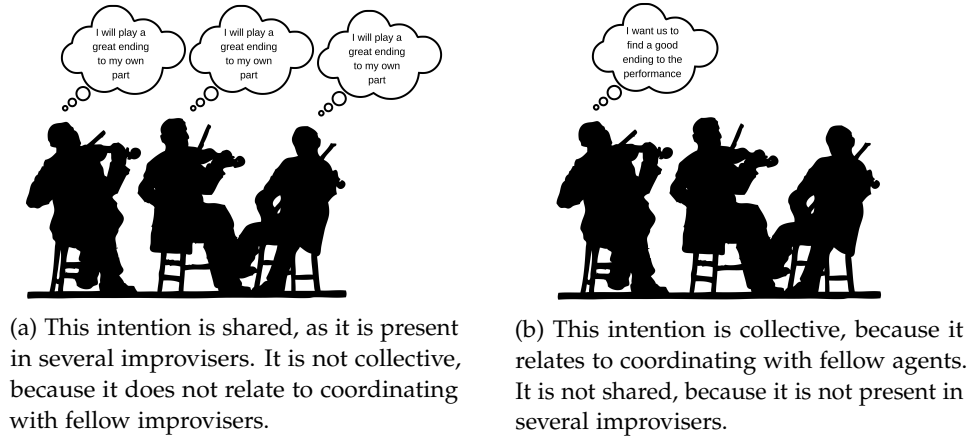 I will play a
great ending
to my own
part
I will play a
great ending
to my own
part
I will play a
great ending
to my own
part
I want us to
find a good
ending to the
performance
(a) This intention is shared, as it is present
in several improvisers. It is not collective,
because it does not relate to coordinating
with fellow improvisers.
(b) This intention is collective, because it
relates to coordinating with fellow agents.
It is not shared, because it is not present in
several improvisers.